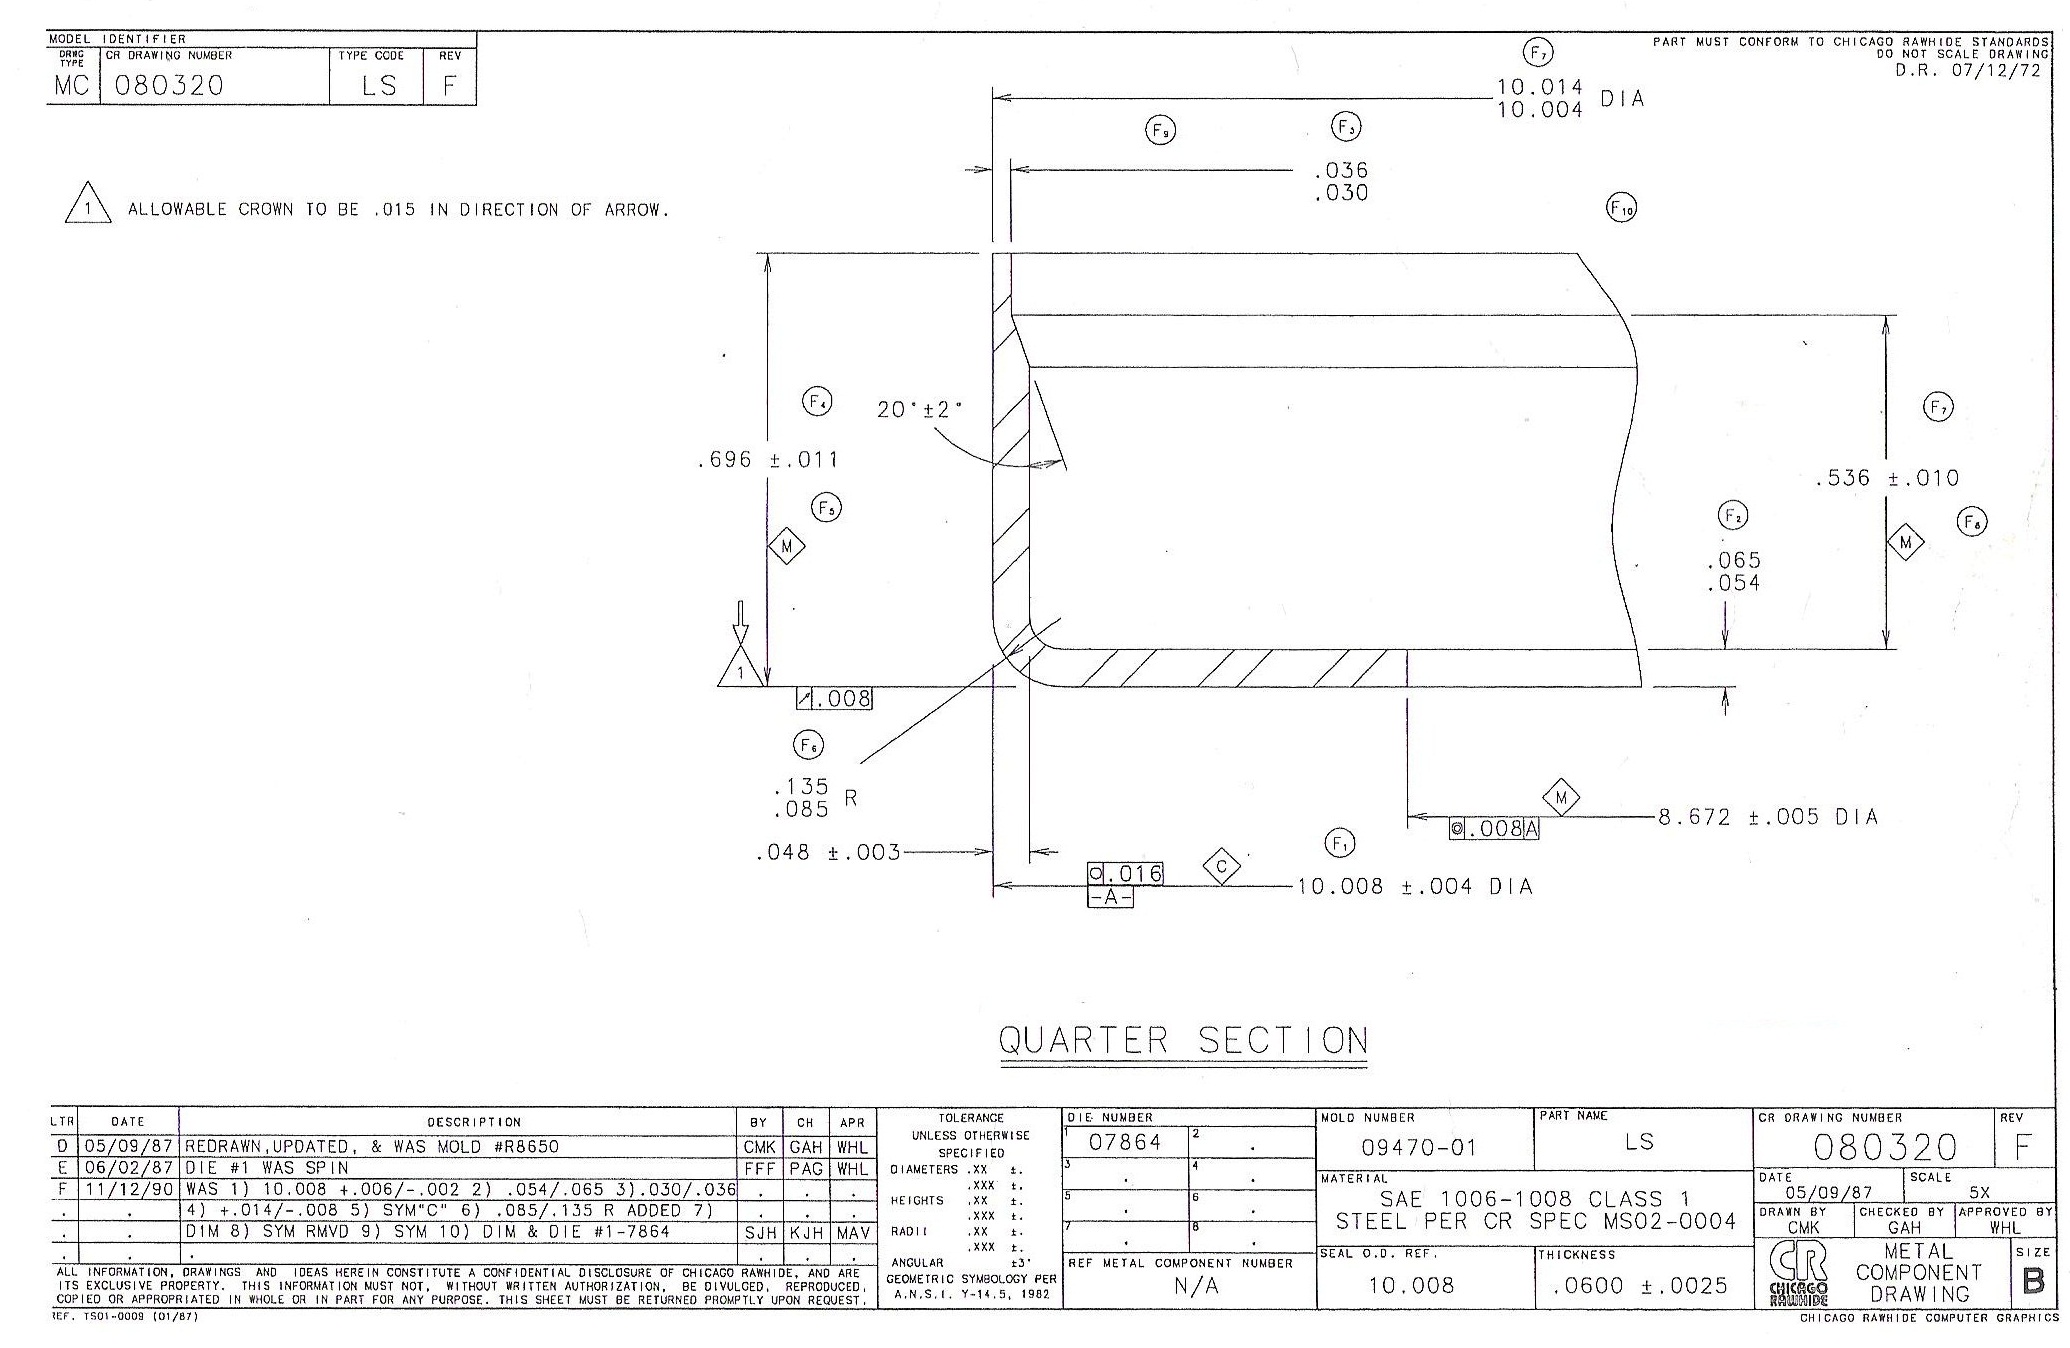 MODEL IDENTIFIER
DRWG TYPE CR DRAWING NUMBER TYPE CODE REV
MC 080320 LS F
PART MUST CONFORM TO CHICAGO RAWHIDE STANDARDS
DO NOT SCALE DRAWING
D.R. 07/12/72
F7
10.014
10.004 DIA
F9 F3
.036
.030
F10
1 ALLOWABLE CROWN TO BE .015 IN DIRECTION OF ARROW.
F4
20°±2°
F7
.696 ±.011
.536 ±.010
F5
F2
F8
M
M
.065
.054
1
.008
F6
.135
.085 R
M
8.672 ±.005 DIA
.008 A
F1
.048 ±.003
.016 C
-A-
10.008 ±.004 DIA
QUARTER SECTION
LTR DATE DESCRIPTION BY CH APR
D 05/09/87 REDRAWN,UPDATED, & WAS MOLD #R8650 CMK GAH WHL
E 06/02/87 DIE #1 WAS SPIN FFF PAG WHL
F 11/12/90 WAS 1) 10.008 +.006/-.002 2) .054/.065 3).030/.036 . . .
. . 4) +.014/-.008 5) SYM"C" 6) .085/.135 R ADDED 7) . . .
. . DIM 8) SYM RMVD 9) SYM 10) DIM & DIE #1-7864 SJH KJH MAV
. . . . . .
ALL INFORMATION, DRAWINGS AND IDEAS HEREIN CONSTITUTE A CONFIDENTIAL DISCLOSURE OF CHICAGO RAWHIDE, AND ARE
ITS EXCLUSIVE PROPERTY. THIS INFORMATION MUST NOT, WITHOUT WRITTEN AUTHORIZATION, BE DIVULGED, REPRODUCED,
COPIED OR APPROPRIATED IN WHOLE OR IN PART FOR ANY PURPOSE. THIS SHEET MUST BE RETURNED PROMPTLY UPON REQUEST.
REF. TS01-0009 (01/87)
TOLERANCE
UNLESS OTHERWISE
SPECIFIED
DIAMETERS .XX ±.
.XXX ±.
HEIGHTS .XX ±.
.XXX ±.
RADII .XX ±.
.XXX ±.
ANGULAR ±3°
GEOMETRIC SYMBOLOGY PER
A.N.S.I. Y-14.5, 1982
DIE NUMBER
1 07864 2 .
3 . 4 .
5 . 6 .
7 . 8 .
REF METAL COMPONENT NUMBER
N/A
MOLD NUMBER
09470-01
PART NAME
LS
MATERIAL
SAE 1006-1008 CLASS 1
STEEL PER CR SPEC MS02-0004
SEAL O.D. REF.
10.008
THICKNESS
.0600 ±.0025
CR DRAWING NUMBER
080320
REV
F
DATE
05/09/87
SCALE
5X
DRAWN BY
CMK
CHECKED BY
GAH
APPROVED BY
WHL
CR
CHICAGO
RAWHIDE
METAL
COMPONENT
DRAWING
SIZE
B
CHICAGO RAWHIDE COMPUTER GRAPHICS